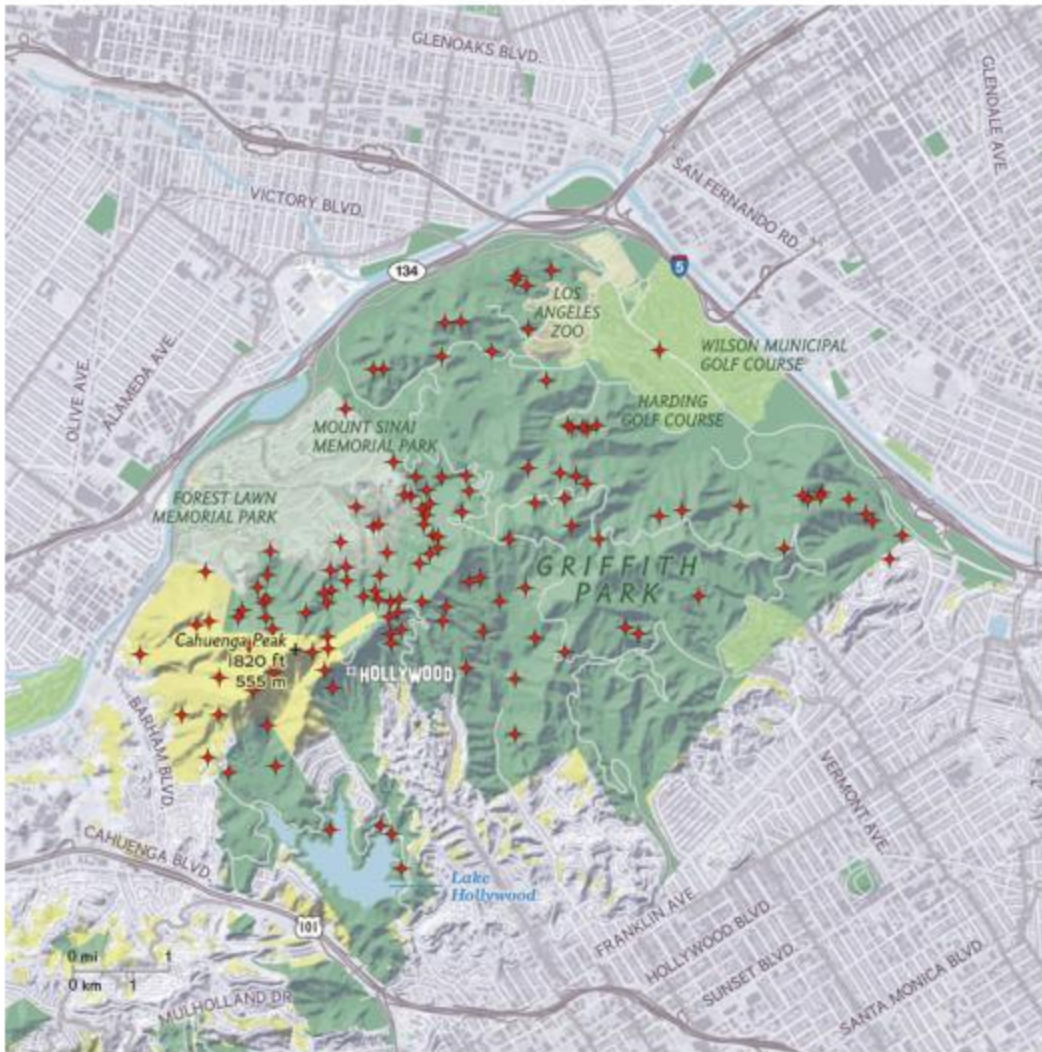 GLENOAKS BLVD.
GLENDALE AVE.
SAN FERNANDO RD.
VICTORY BLVD.
134
5
LOS
ANGELES
ZOO
WILSON MUNICIPAL
GOLF COURSE
OLIVE AVE.
ALAMEDA AVE.
HARDING
GOLF COURSE
MOUNT SINAI
MEMORIAL PARK
FOREST LAWN
MEMORIAL PARK
GRIFFITH
PARK
Cahuenga Peak
1820 ft
555 m
HOLLYWOOD
BARHAM BLVD.
VERMONT AVE.
CAHUENGA BLVD.
Lake
Hollywood
101
FRANKLIN AVE
HOLLYWOOD BLVD
SUNSET BLVD.
SANTA MONICA BLVD.
0 mi 1
0 km 1
MULHOLLAND DR.